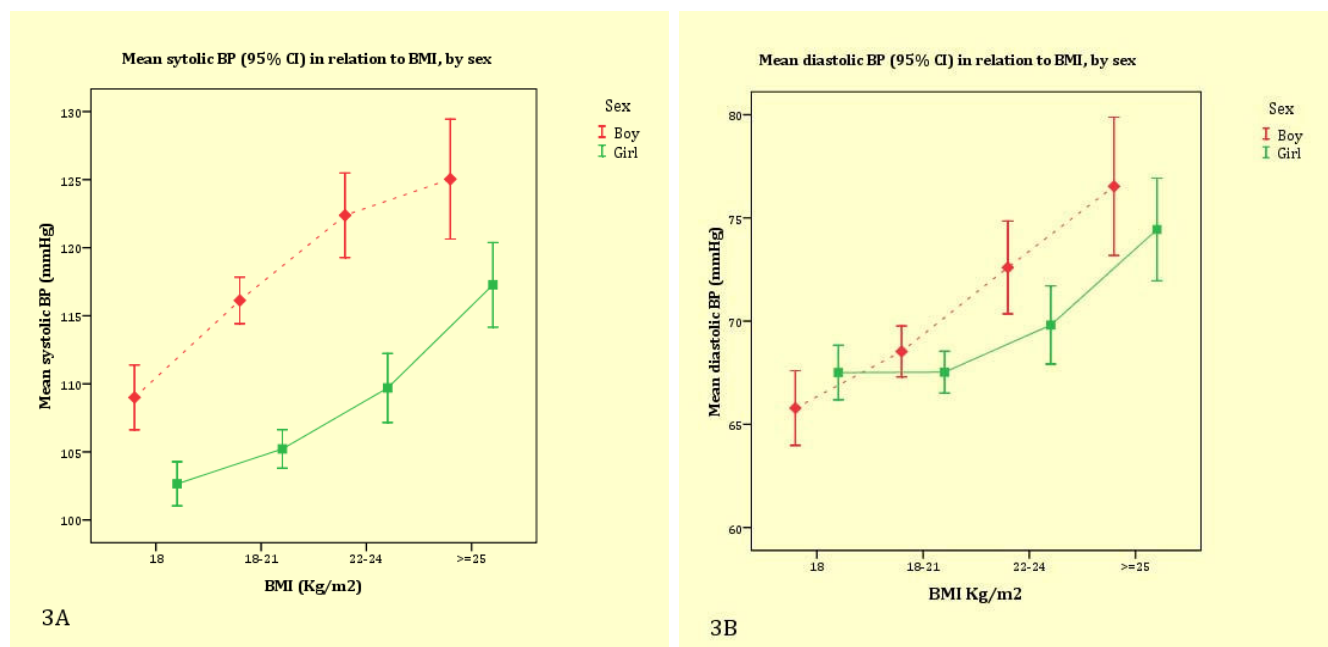 Mean sytolic BP (95% CI) in relation to BMI, by sex
Sex
Boy
Girl
130
125
120
115
110
105
100
Mean systolic BP (mmHg)
18
18-21
22-24
>=25
BMI (Kg/m2)
3A
Mean diastolic BP (95% CI) in relation to BMI, by sex
Sex
Boy
Girl
80
75
70
65
60
Mean diastolic BP (mmHg)
18
18-21
22-24
>=25
BMI Kg/m2
3B